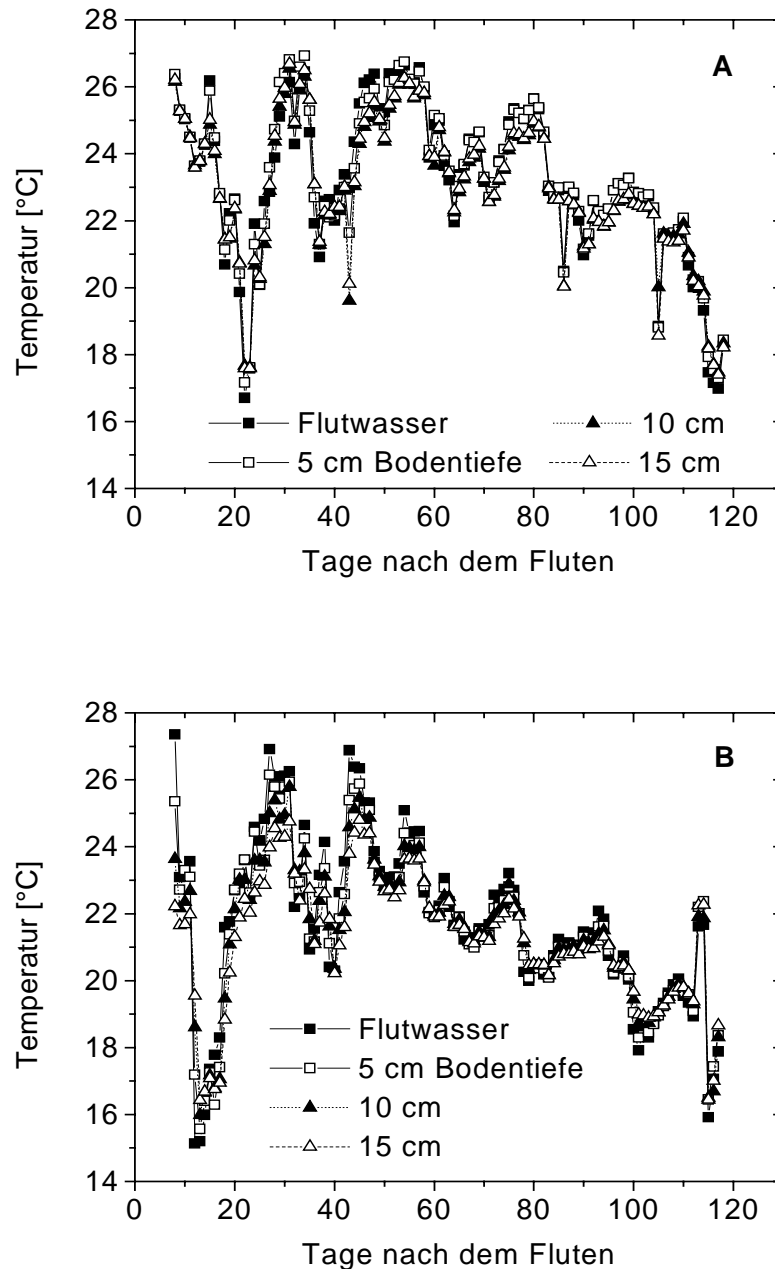 28
A
26
24
22
20
18
16
14
Temperatur [°C]
Flutwasser
10 cm
5 cm Bodentiefe
15 cm
0 20 40 60 80 100 120
Tage nach dem Fluten
28
B
26
24
22
20
18
16
14
Temperatur [°C]
Flutwasser
5 cm Bodentiefe
10 cm
15 cm
0 20 40 60 80 100 120
Tage nach dem Fluten